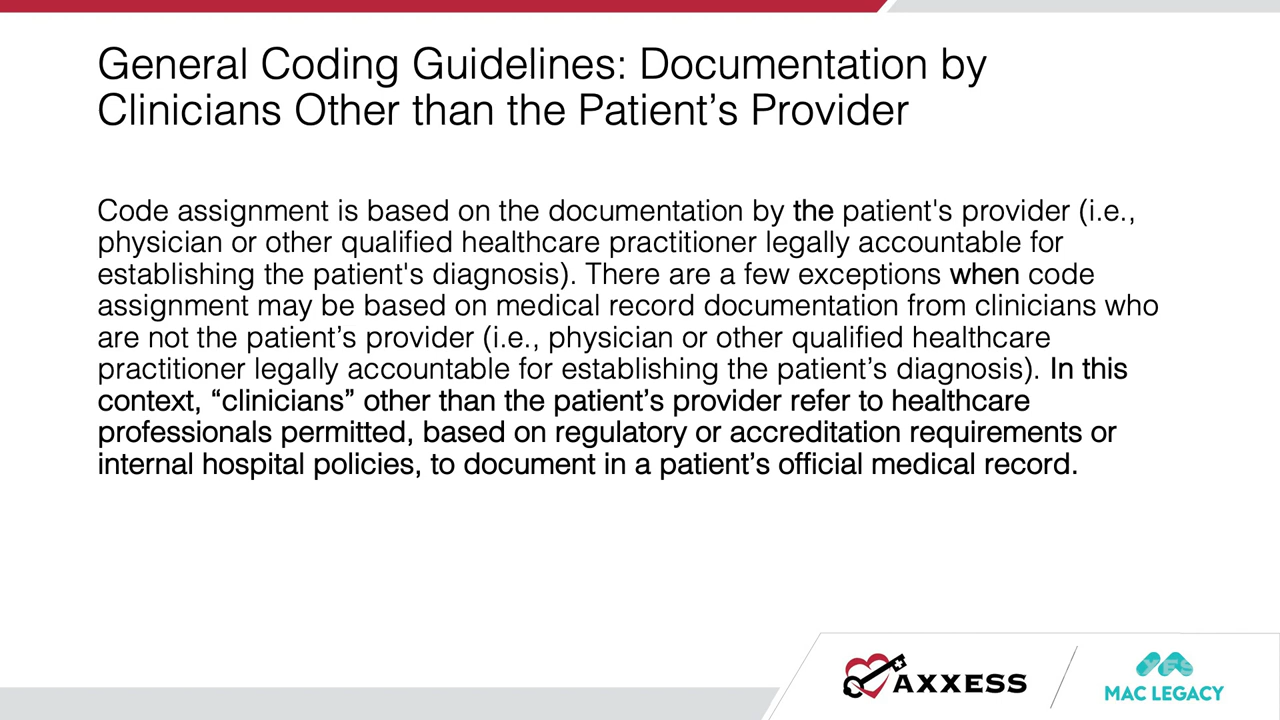 General Coding Guidelines: Documentation by
Clinicians Other than the Patient’s Provider
Code assignment is based on the documentation by the patient's provider (i.e.,
physician or other qualified healthcare practitioner legally accountable for
establishing the patient's diagnosis). There are a few exceptions when code
assignment may be based on medical record documentation from clinicians who
are not the patient’s provider (i.e., physician or other qualified healthcare
practitioner legally accountable for establishing the patient’s diagnosis). In this
context, “clinicians” other than the patient’s provider refer to healthcare
professionals permitted, based on regulatory or accreditation requirements or
internal hospital policies, to document in a patient’s official medical record.
AXXESS
MAC LEGACY